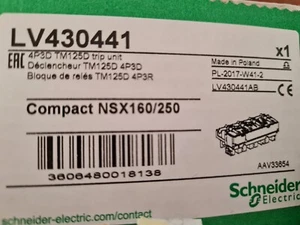 LV430441
x1
EAC 4P3D TM125D trip unit
Déclencheur TM125D 4P3D
Bloque de relés TM125D 4P3R
Made in Poland
PL-2017-W41-2
LV430441AB
Compact NSX160/250
3606480018138
AAV33654
Schneider
Electric
schneider-electric.com/contact